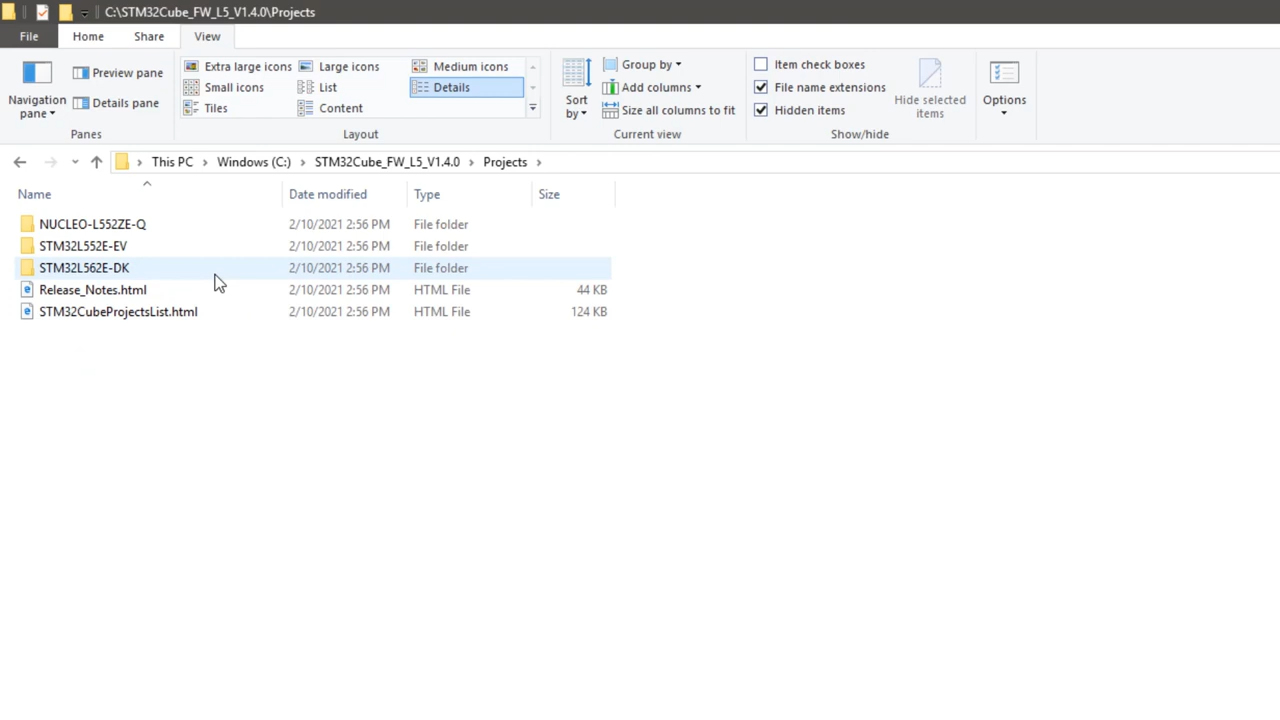 C:\STM32Cube_FW_L5_V1.4.0\Projects
File Home Share View
Navigation pane
Preview pane
Details pane
Panes
Extra large icons Large icons Medium icons
Small icons List Details
Tiles Content
Layout
Sort by
Group by
Add columns
Size all columns to fit
Current view
Item check boxes
File name extensions
Hidden items
Hide selected items
Show/hide
Options
This PC > Windows (C:) > STM32Cube_FW_L5_V1.4.0 > Projects >
Name Date modified Type Size
NUCLEO-L552ZE-Q 2/10/2021 2:56 PM File folder
STM32L552E-EV 2/10/2021 2:56 PM File folder
STM32L562E-DK 2/10/2021 2:56 PM File folder
Release_Notes.html 2/10/2021 2:56 PM HTML File 44 KB
STM32CubeProjectsList.html 2/10/2021 2:56 PM HTML File 124 KB